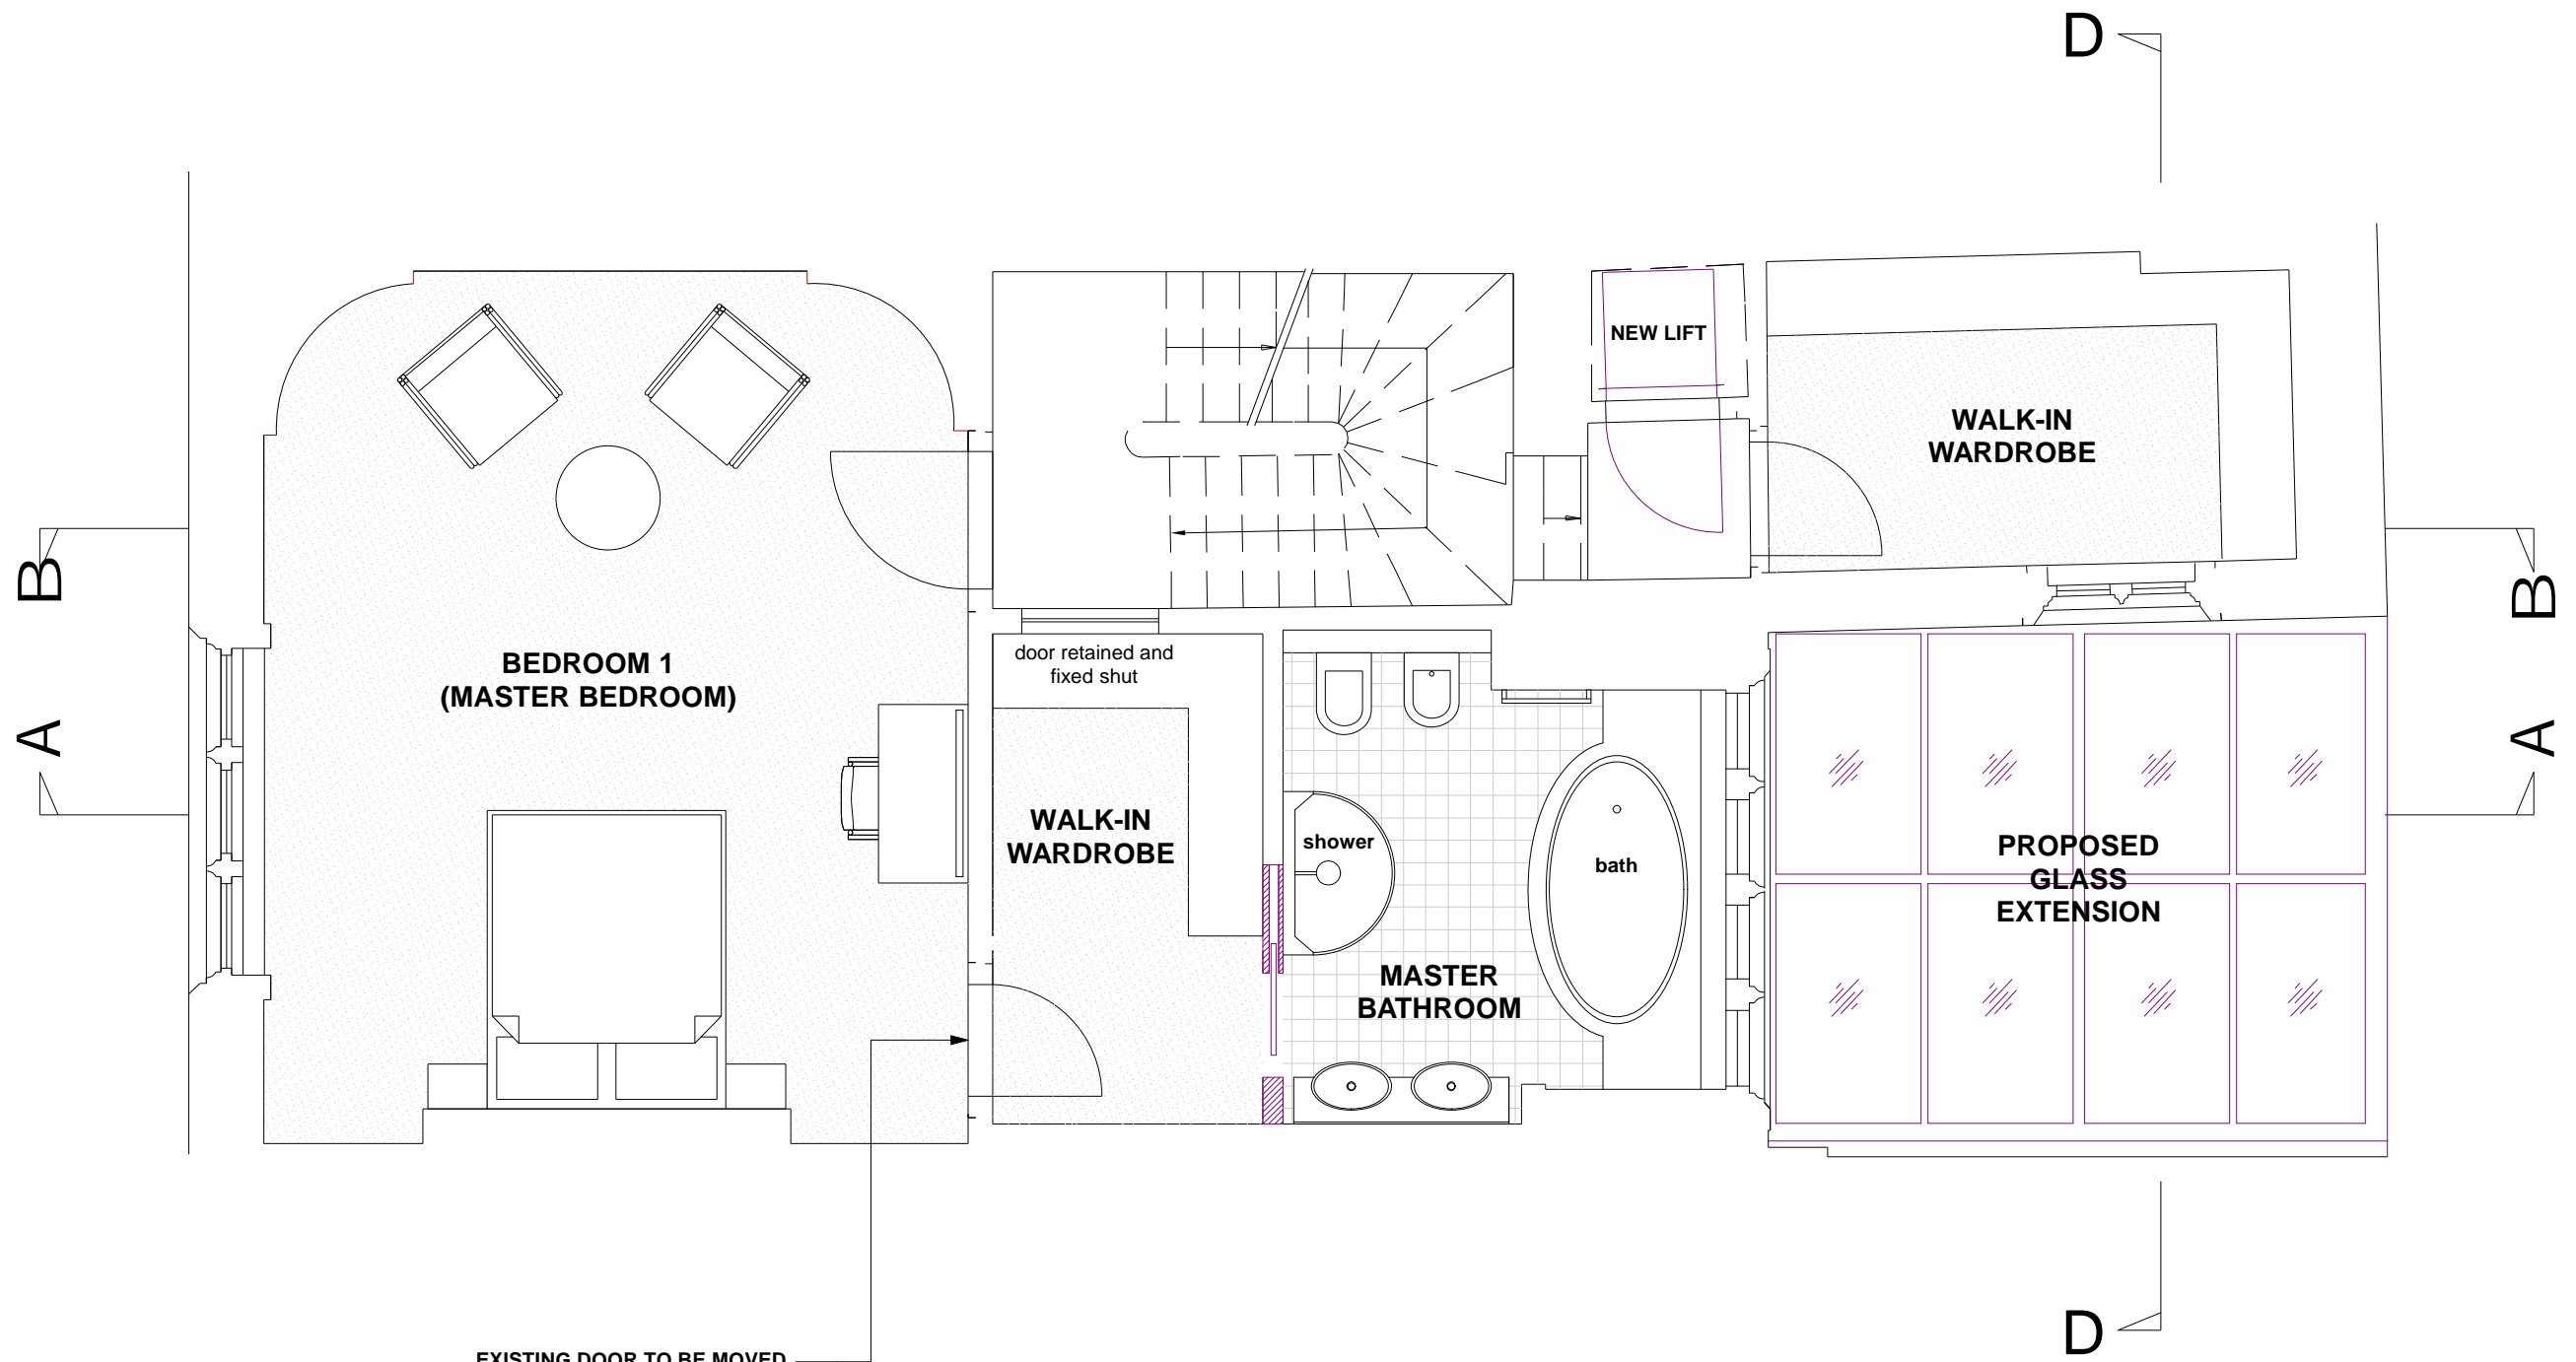 D
NEW LIFT
WALK-IN
WARDROBE
B
B
door retained and
fixed shut
BEDROOM 1
(MASTER BEDROOM)
A
A
WALK-IN
WARDROBE
shower
bath
PROPOSED
GLASS
EXTENSION
MASTER
BATHROOM
D
EXISTING DOOR TO BE MOVED